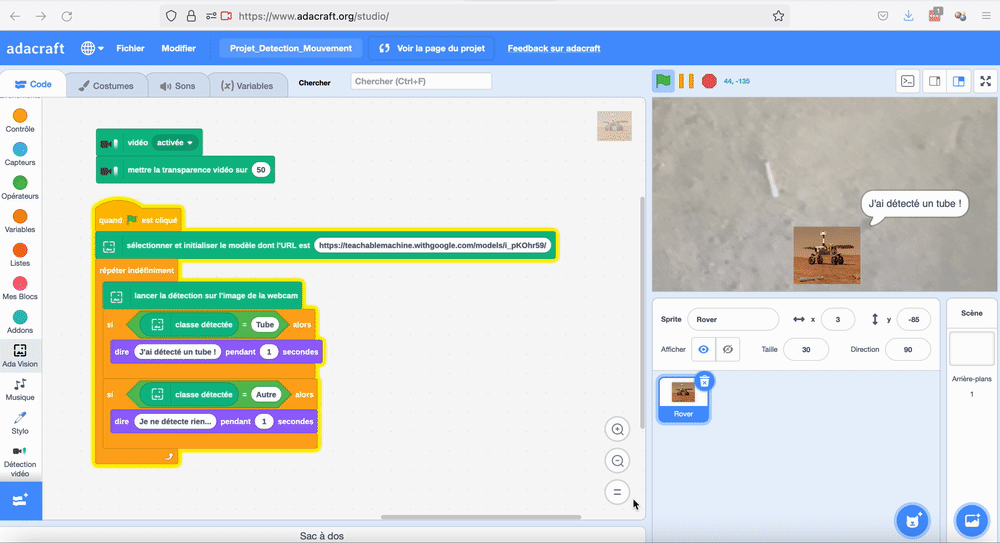 https://www.adacraft.org/studio/
1
adacraft
Fichier
Modifier
Projet_Detection_Mouvement
Voir la page du projet
Feedback sur adacraft
Code
Costumes
Sons
(x) Variables
Chercher
Chercher (Ctrl+F)
44, -135
Contrôle
Capteurs
Opérateurs
Variables
Listes
Mes Blocs
Addons
Ada Vision
Musique
Stylo
Détection
vidéo
vidéo activée
mettre la transparence vidéo sur 50
quand est cliqué
sélectionner et initialiser le modèle dont l'URL est https://teachablemachine.withgoogle.com/models/i_pKOhr59/
répéter indéfiniment
lancer la détection sur l'image de la webcam
si classe détectée = Tube alors
dire J'ai détecté un tube ! pendant 1 secondes
si classe détectée = Autre alors
dire Je ne détecte rien... pendant 1 secondes
Sac à dos
J'ai détecté un tube !
Sprite Rover x 3 y -85
Afficher Taille 30 Direction 90
Rover
Scène
Arrière-plans
1